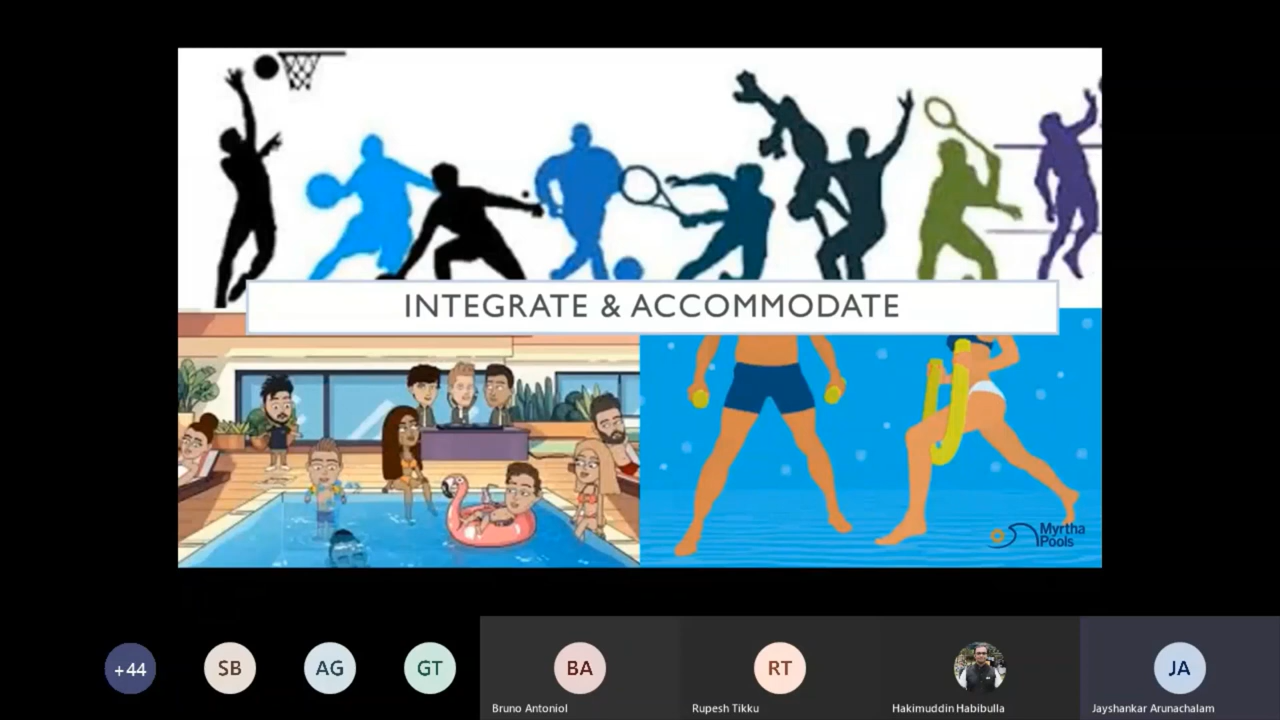 INTEGRATE & ACCOMMODATE
Myrtha
Pools
+44
SB
AG
GT
BA
RT
JA
Bruno Antoniol
Rupesh Tikku
Hakimuddin Habibulla
Jayshankar Arunachalam